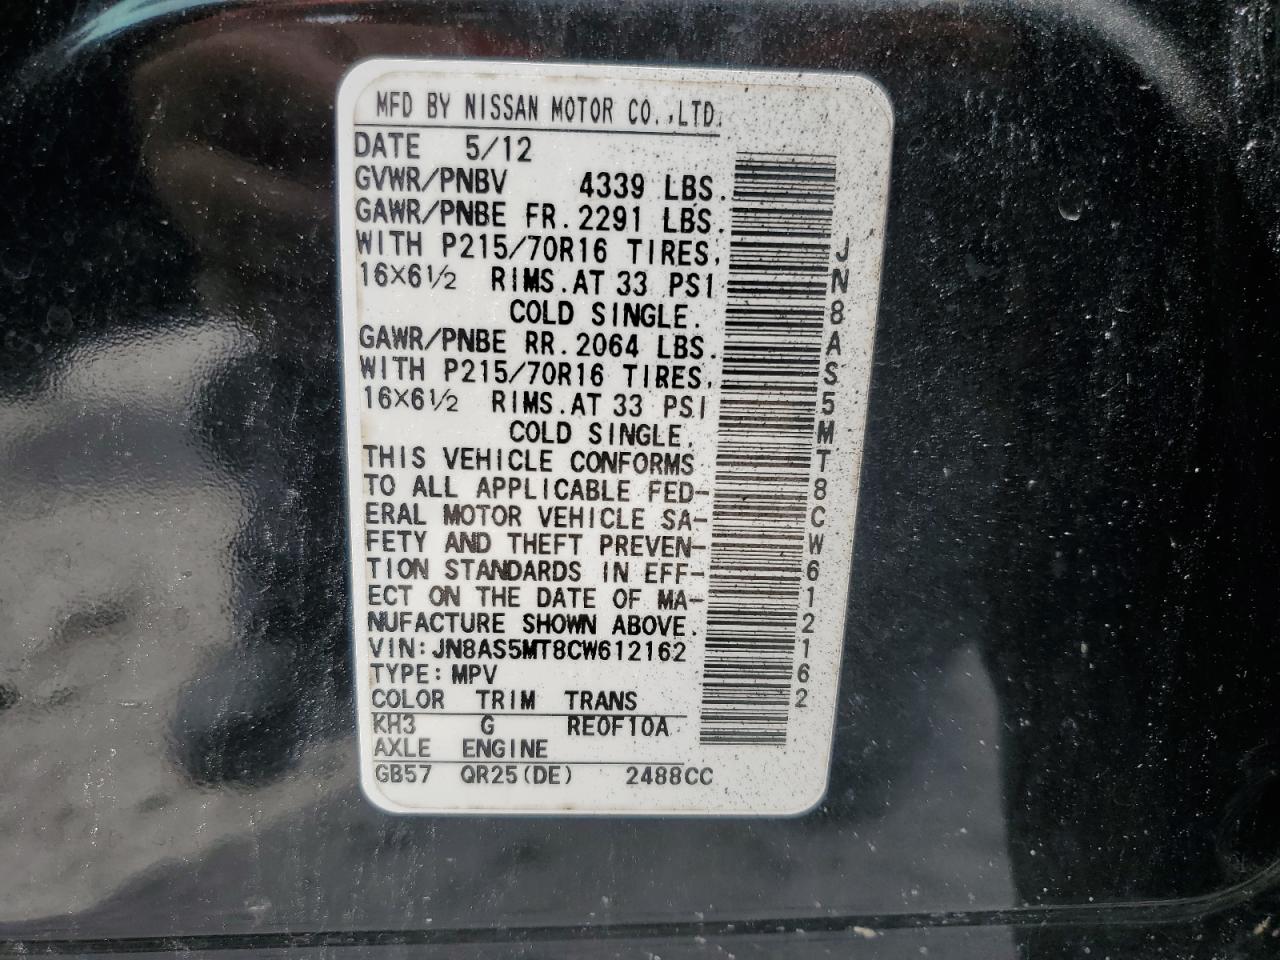 MFD BY NISSAN MOTOR CO.,LTD.
DATE 5/12
GVWR/PNBV 4339 LBS.
GAWR/PNBE FR.2291 LBS.
WITH P215/70R16 TIRES,
16×6½ RIMS.AT 33 PSI
COLD SINGLE.
GAWR/PNBE RR.2064 LBS.
WITH P215/70R16 TIRES,
16×6½ RIMS.AT 33 PSI
COLD SINGLE.
THIS VEHICLE CONFORMS
TO ALL APPLICABLE FED-
ERAL MOTOR VEHICLE SA-
FETY AND THEFT PREVEN-
TION STANDARDS IN EFF-
ECT ON THE DATE OF MA-
NUFACTURE SHOWN ABOVE.
VIN:JN8AS5MT8CW612162
TYPE:MPV
COLOR TRIM TRANS
KH3 G RE0F10A
AXLE ENGINE
GB57 QR25(DE) 2488CC
JN8AS5MT8CW612162